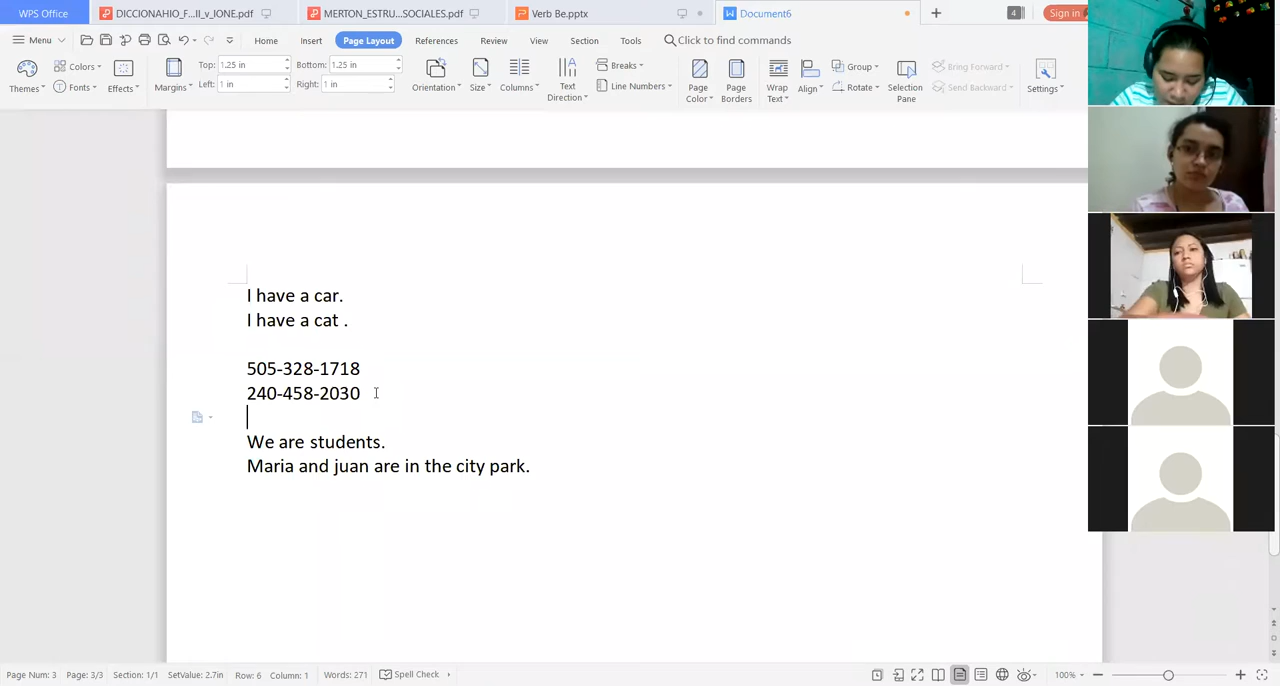 WPS Office
DICCIONAHIO_F...II_v_IONE.pdf
MERTON_ESTRU...SOCIALES.pdf
Verb Be.pptx
Document6
4
Sign in
Menu
Home
Insert
Page Layout
References
Review
View
Section
Tools
Click to find commands
Themes
Colors
Fonts
Effects
Margins
Top: 1.25 in
Bottom: 1.25 in
Left: 1 in
Right: 1 in
Orientation
Size
Columns
Text Direction
Breaks
Line Numbers
Page Color
Page Borders
Wrap Text
Align
Group
Rotate
Selection Pane
Bring Forward
Send Backward
Settings
I have a car.
I have a cat .
505-328-1718
240-458-2030
We are students.
Maria and juan are in the city park.
Page Num: 3
Page: 3/3
Section: 1/1
SetValue: 2.7in
Row: 6
Column: 1
Words: 271
Spell Check
100%